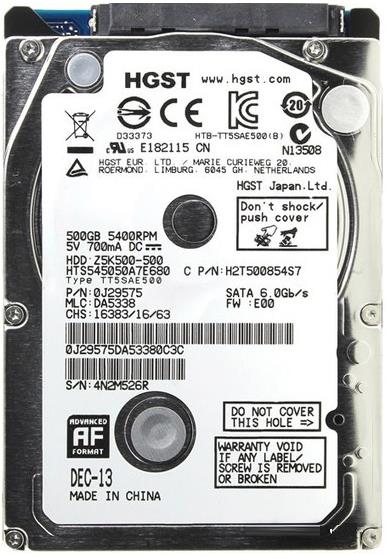 HGST www.hgst.com
20
D33373
HTB-TT5SAE500(B)
E182115 CN
N13508
HGST EUR. LTD. / MARIE CURIEWEG 20,
ROERMOND, LIMBURG, 6045 GH, NETHERLANDS
HGST Japan,Ltd.
Don't shock/
push cover
500GB 5400RPM
5V 700mA DC
HDD: Z5K500-500
HTS545050A7E680 C P/N:H2T500854S7
Type TT5SAE500
P/N: 0J29575 SATA 6.0Gb/s
MLC: DA5338 FW : E00
CHS: 16383/16/63
0J29575DA53380C3C
S/N: 4N2M526R
ADVANCED
AF
FORMAT
DO NOT COVER
THIS HOLE =>
WARRANTY VOID
IF ANY LABEL/
SCREW IS REMOVED
OR BROKEN
DEC-13
MADE IN CHINA